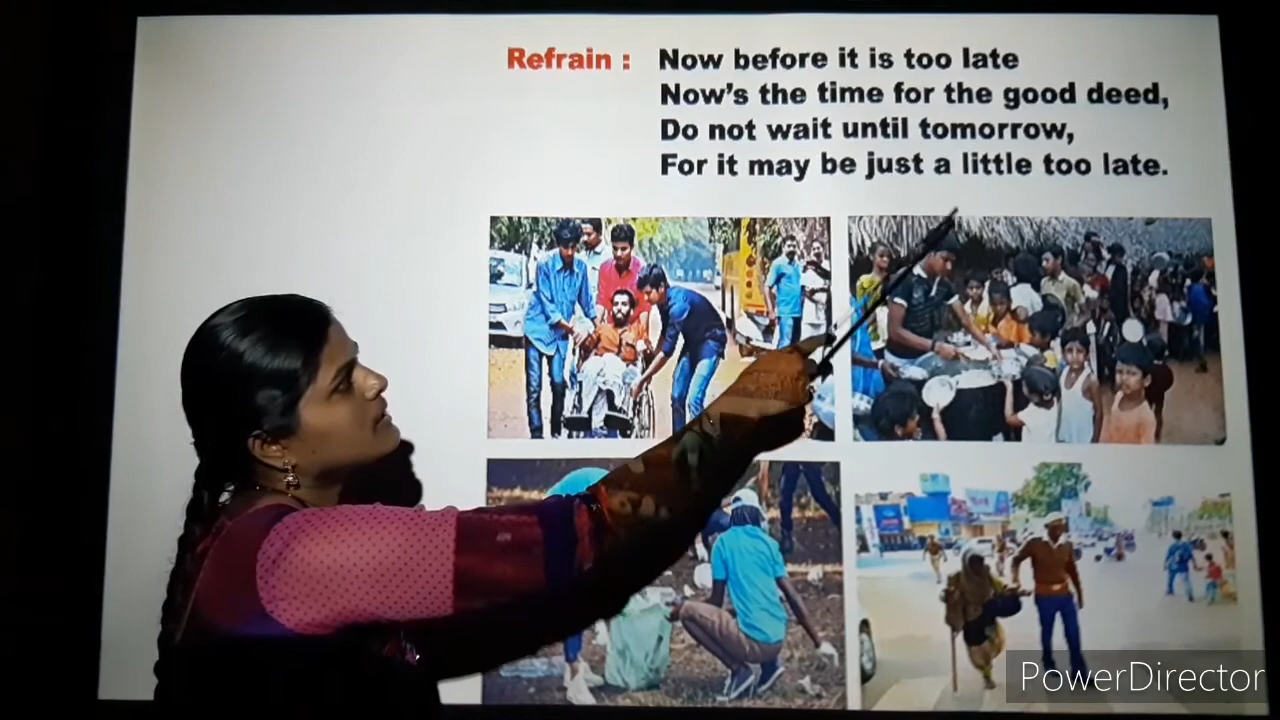 Refrain : Now before it is too late
Now's the time for the good deed,
Do not wait until tomorrow,
For it may be just a little too late.
PowerDirector